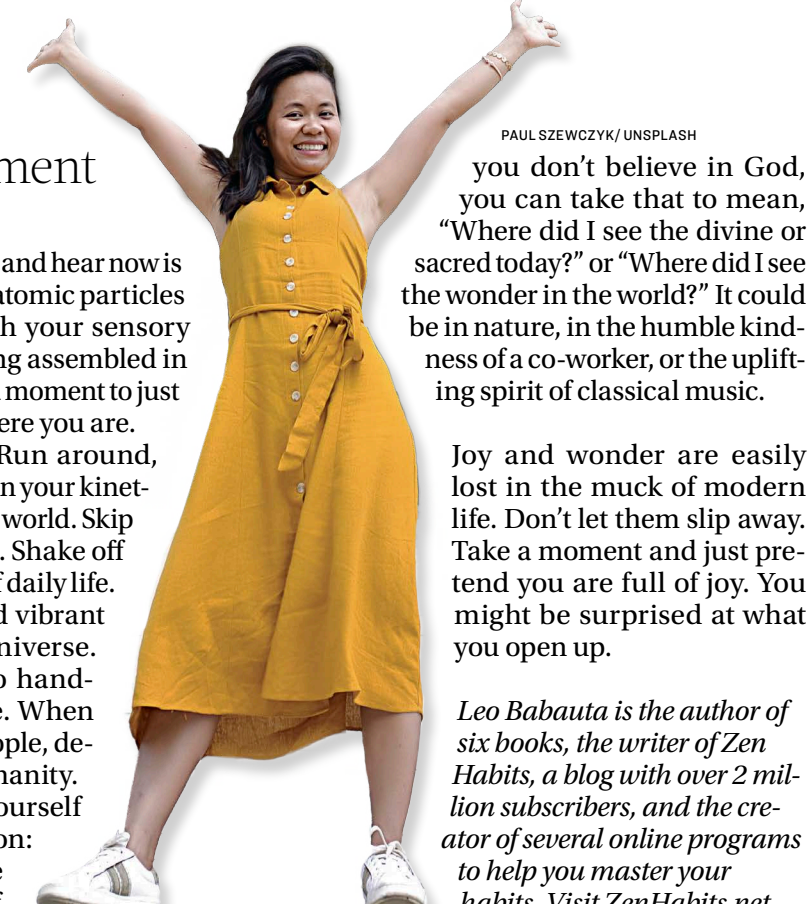 ment
and hear now is
atomic particles
h your sensory
ng assembled in
moment to just
ere you are.
Run around,
n your kinet-
world. Skip
. Shake off
f daily life.
d vibrant
niverse.
o hand-
e. When
ople, de-
manity.
ourself
on:
e
PAUL SZEWCZYK/ UNSPLASH
you don’t believe in God,
you can take that to mean,
“Where did I see the divine or
sacred today?” or “Where did I see
the wonder in the world?” It could
be in nature, in the humble kind-
ness of a co-worker, or the uplift-
ing spirit of classical music.
Joy and wonder are easily
lost in the muck of modern
life. Don’t let them slip away.
Take a moment and just pre-
tend you are full of joy. You
might be surprised at what
you open up.
Leo Babauta is the author of
six books, the writer of Zen
Habits, a blog with over 2 mil-
lion subscribers, and the cre-
ator of several online programs
to help you master your
habits. Visit ZenHabits.net